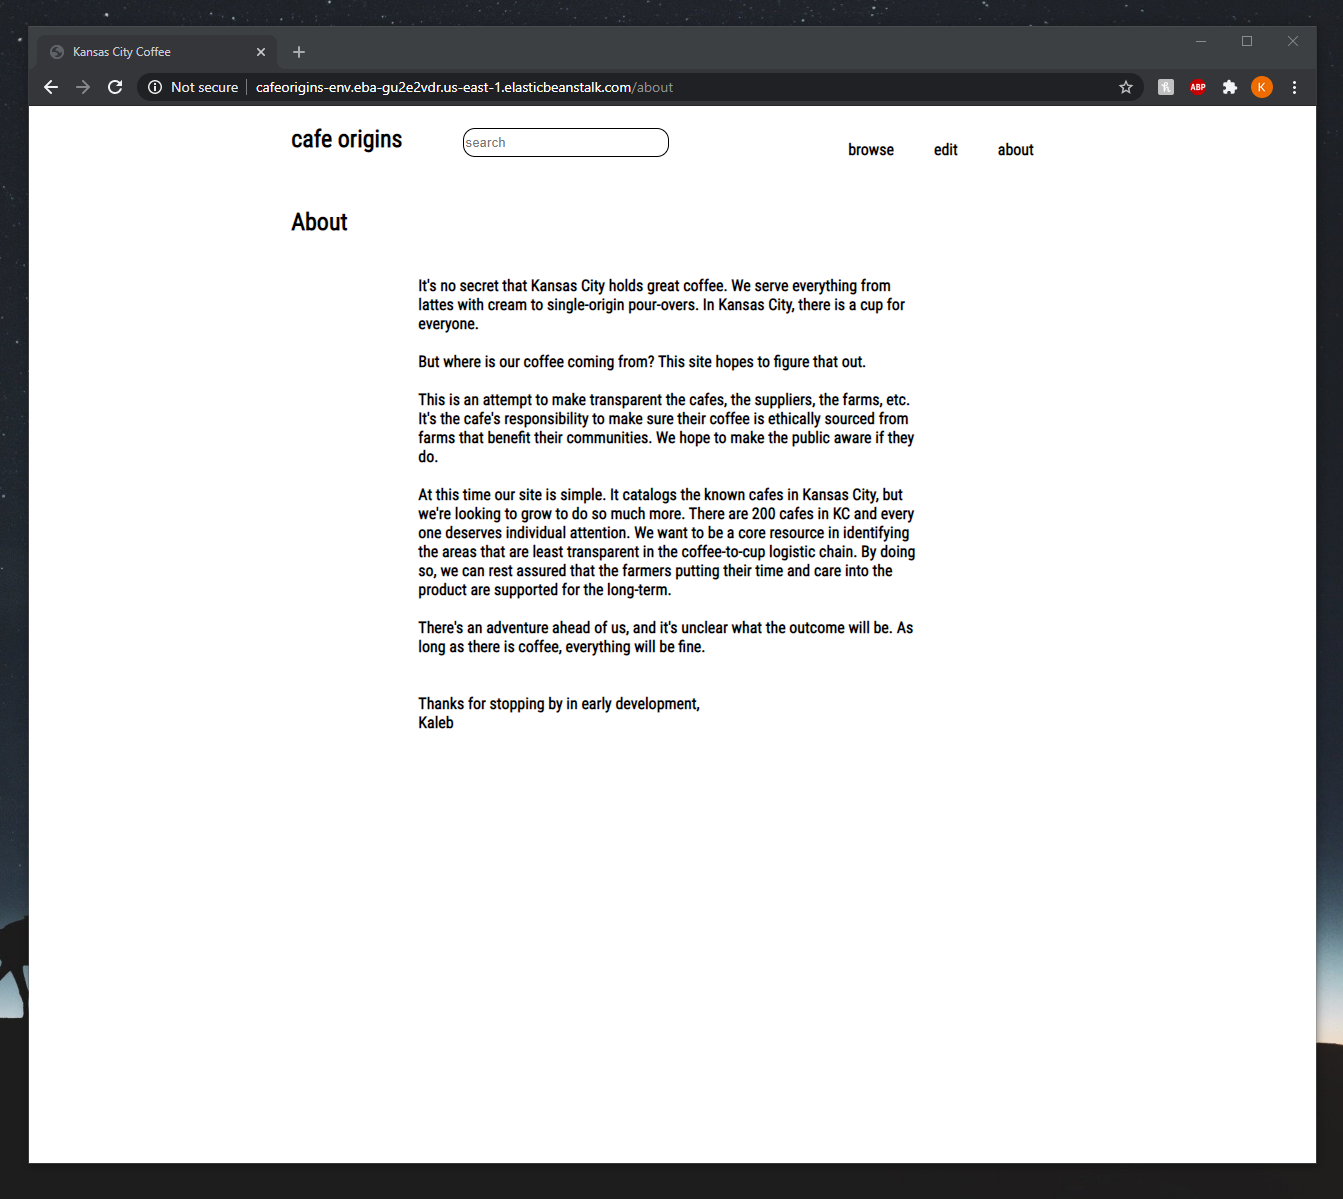 Kansas City Coffee
Not secure cafeorigins-env.eba-gu2e2vdr.us-east-1.elasticbeanstalk.com/about
ABP
K
cafe origins
search
browse
edit
about
About
It's no secret that Kansas City holds great coffee. We serve everything from
lattes with cream to single-origin pour-overs. In Kansas City, there is a cup for
everyone.
But where is our coffee coming from? This site hopes to figure that out.
This is an attempt to make transparent the cafes, the suppliers, the farms, etc.
It's the cafe's responsibility to make sure their coffee is ethically sourced from
farms that benefit their communities. We hope to make the public aware if they
do.
At this time our site is simple. It catalogs the known cafes in Kansas City, but
we're looking to grow to do so much more. There are 200 cafes in KC and every
one deserves individual attention. We want to be a core resource in identifying
the areas that are least transparent in the coffee-to-cup logistic chain. By doing
so, we can rest assured that the farmers putting their time and care into the
product are supported for the long-term.
There's an adventure ahead of us, and it's unclear what the outcome will be. As
long as there is coffee, everything will be fine.
Thanks for stopping by in early development,
Kaleb